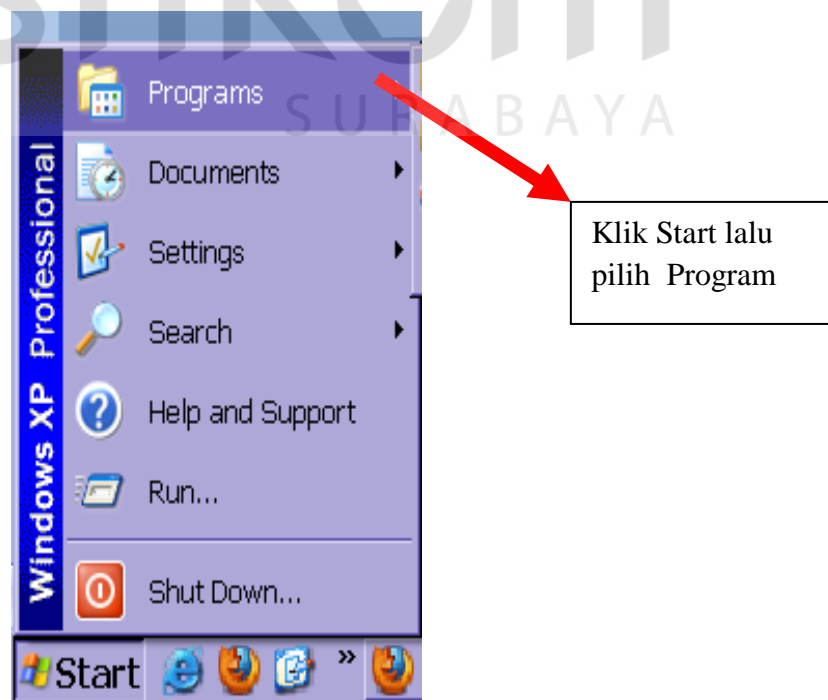 SURABAYA
Programs
Documents
Settings
Search
Help and Support
Run...
Shut Down...
Windows XP Professional
Start
»
Klik Start lalu
pilih Program